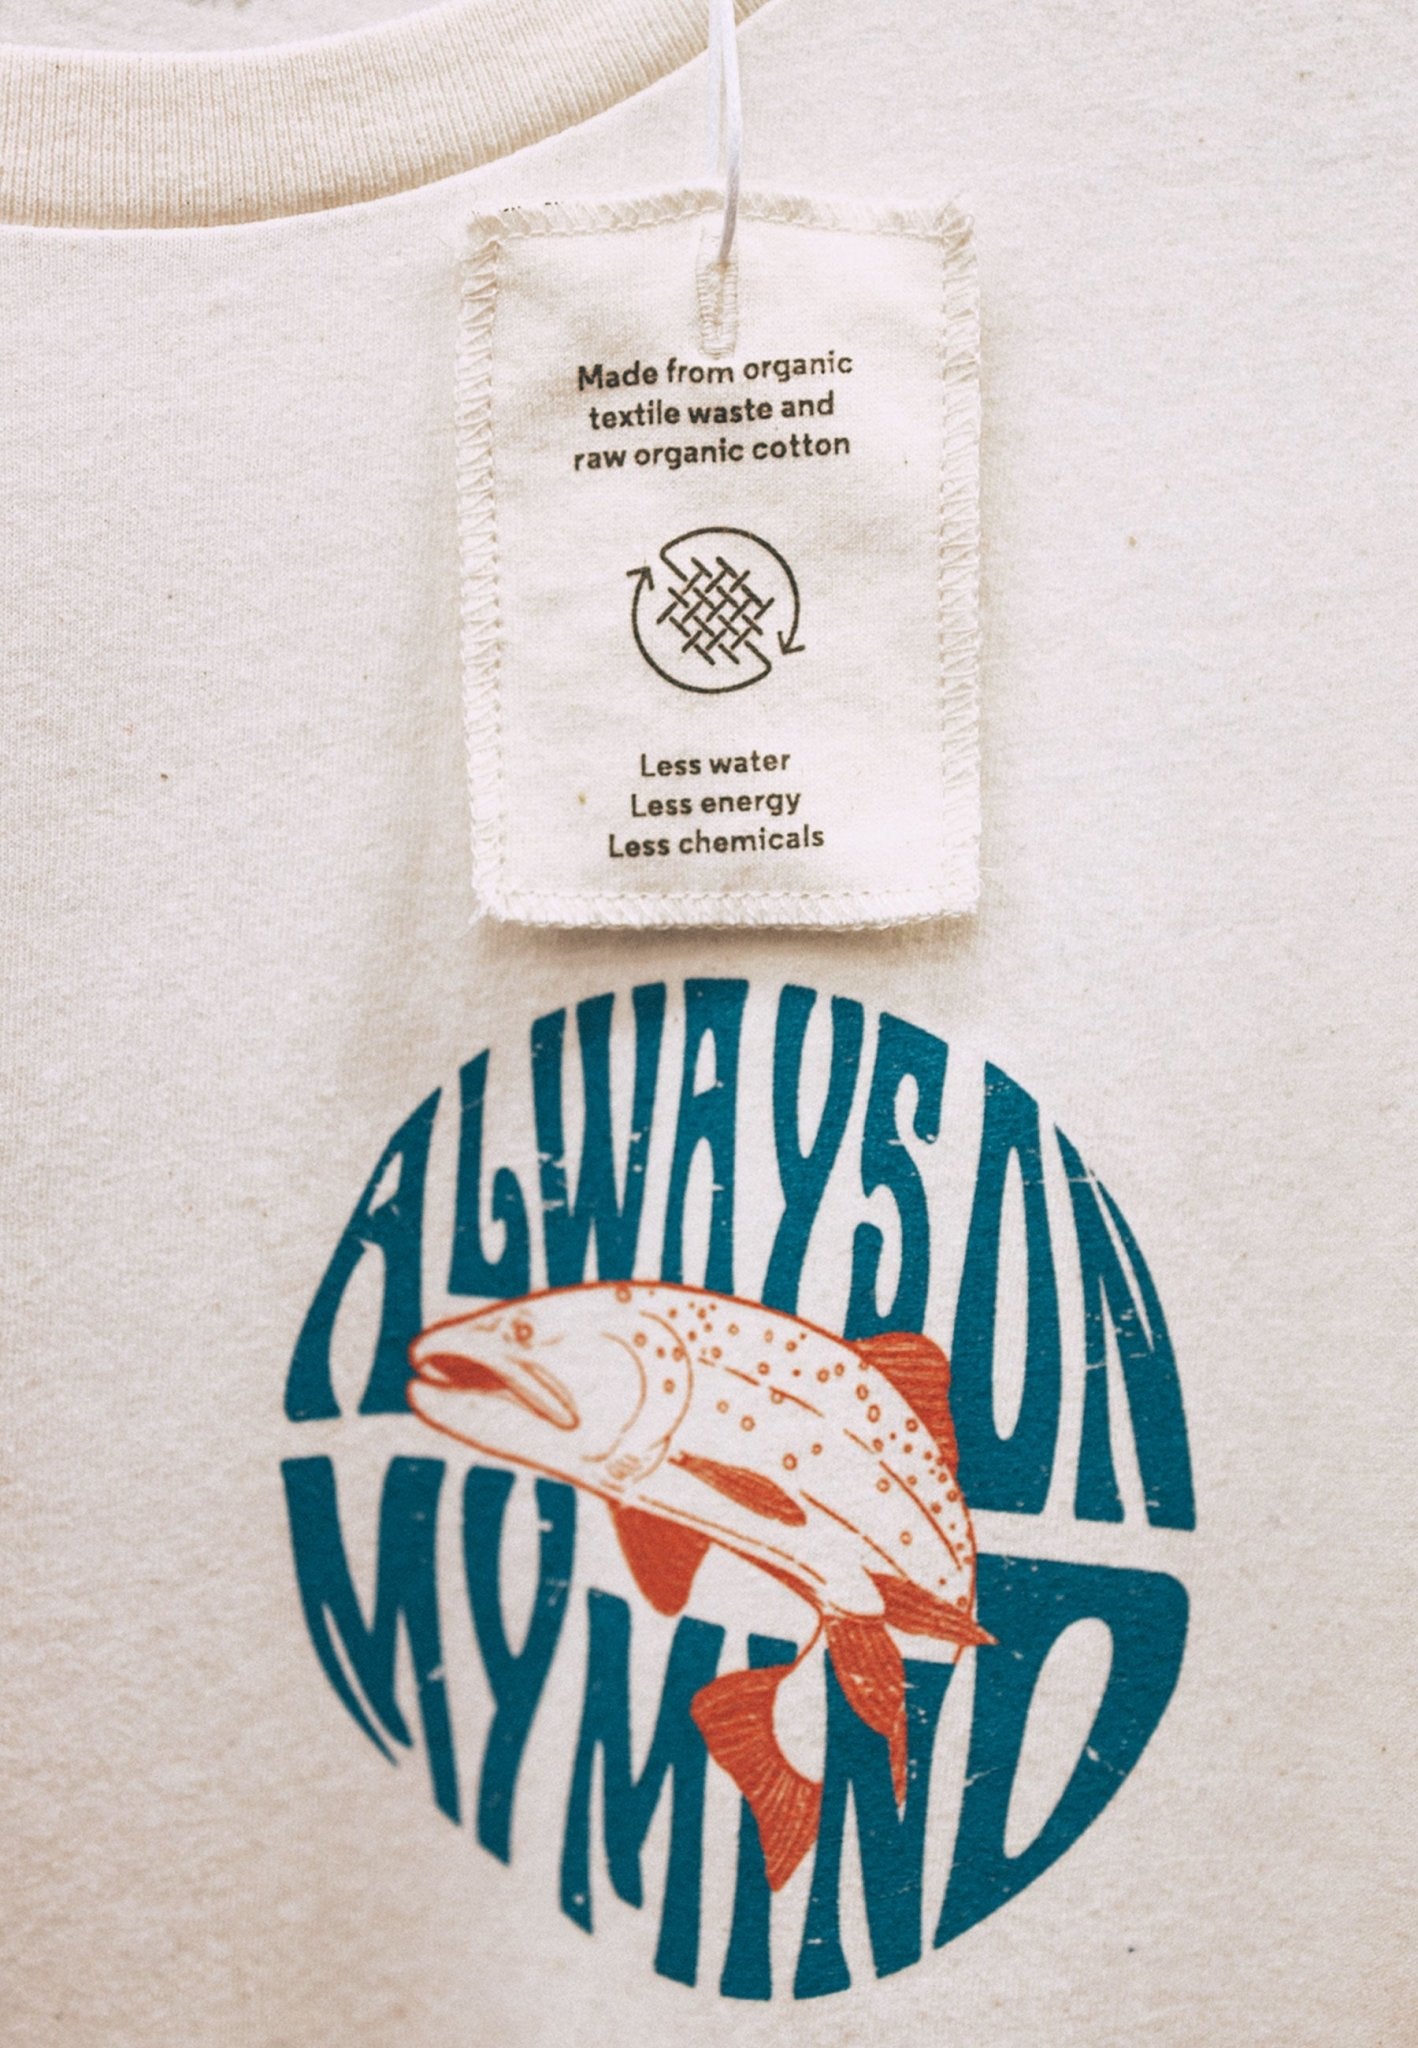 Made from organic
textile waste and
raw organic cotton
Less water
Less energy
Less chemicals
ALWAYS ON
MY MIND